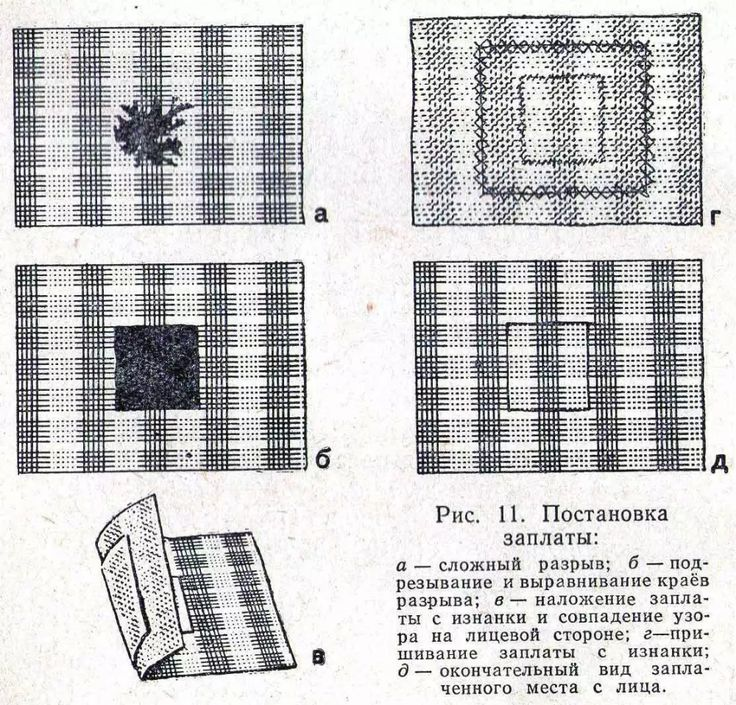 а
г
б
д
в
Рис. 11. Постановка
заплаты:
а — сложный разрыв; б — под-
резывание и выравнивание краёв
разрыва; в — наложение запла-
ты с изнанки и совпадение узо-
ра на лицевой стороне; г—при-
шивание заплаты с изнанки;
д — окончательный вид запла-
ченного места с лица.